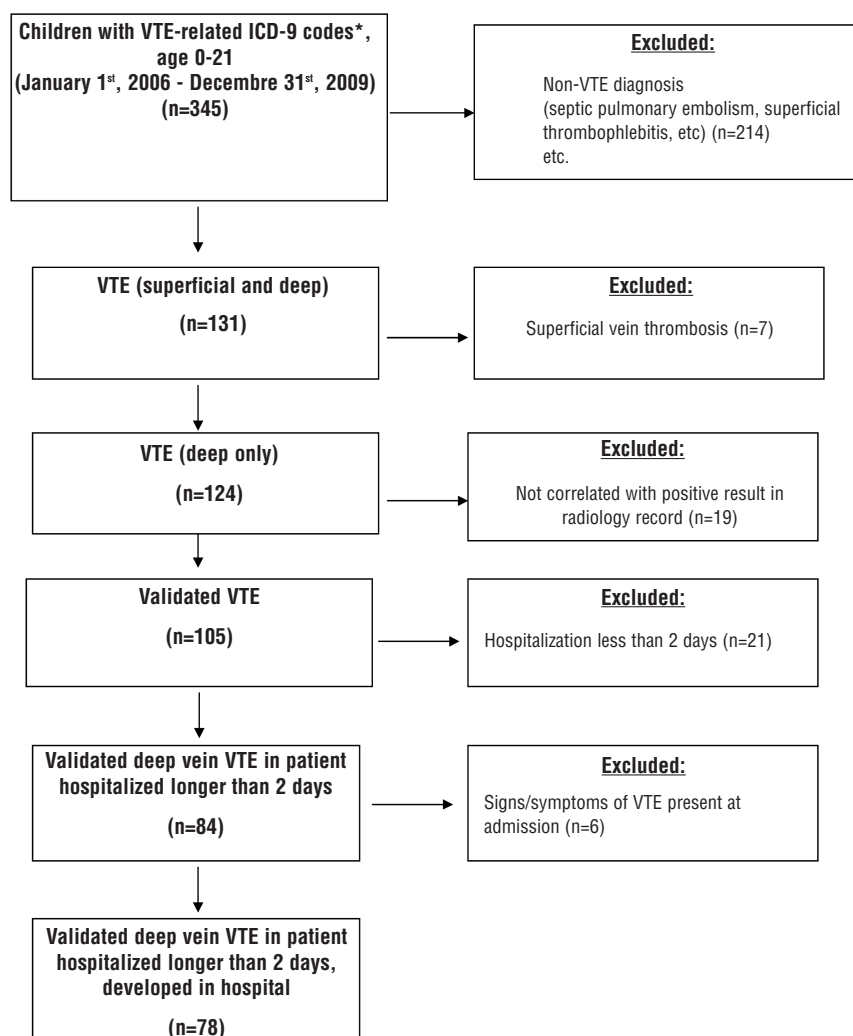 Children with VTE-related ICD-9 codes*,
age 0-21
(January 1st, 2006 - Decembre 31st, 2009)
(n=345)
Excluded:
Non-VTE diagnosis
(septic pulmonary embolism, superficial
thrombophlebitis, etc) (n=214)
etc.
VTE (superficial and deep)
(n=131)
Excluded:
Superficial vein thrombosis (n=7)
VTE (deep only)
(n=124)
Excluded:
Not correlated with positive result in
radiology record (n=19)
Validated VTE
(n=105)
Excluded:
Hospitalization less than 2 days (n=21)
Validated deep vein VTE in patient
hospitalized longer than 2 days
(n=84)
Excluded:
Signs/symptoms of VTE present at
admission (n=6)
Validated deep vein VTE in patient
hospitalized longer than 2 days,
developed in hospital
(n=78)